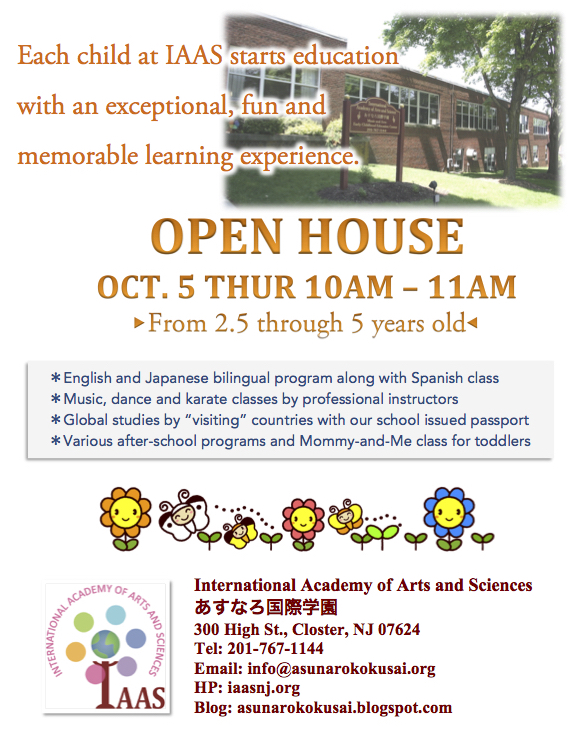 Each child at IAAS starts education
with an exceptional, fun and
memorable learning experience.
OPEN HOUSE
OCT. 5 THUR 10AM – 11AM
▸From 2.5 through 5 years old◂
*English and Japanese bilingual program along with Spanish class
*Music, dance and karate classes by professional instructors
*Global studies by “visiting” countries with our school issued passport
*Various after-school programs and Mommy-and-Me class for toddlers
INTERNATIONAL ACADEMY OF ARTS AND SCIENCES
IAAS
International Academy of Arts and Sciences
あすなろ国際学園
300 High St., Closter, NJ 07624
Tel: 201-767-1144
Email: info@asunarokokusai.org
HP: iaasnj.org
Blog: asunarokokusai.blogspot.com